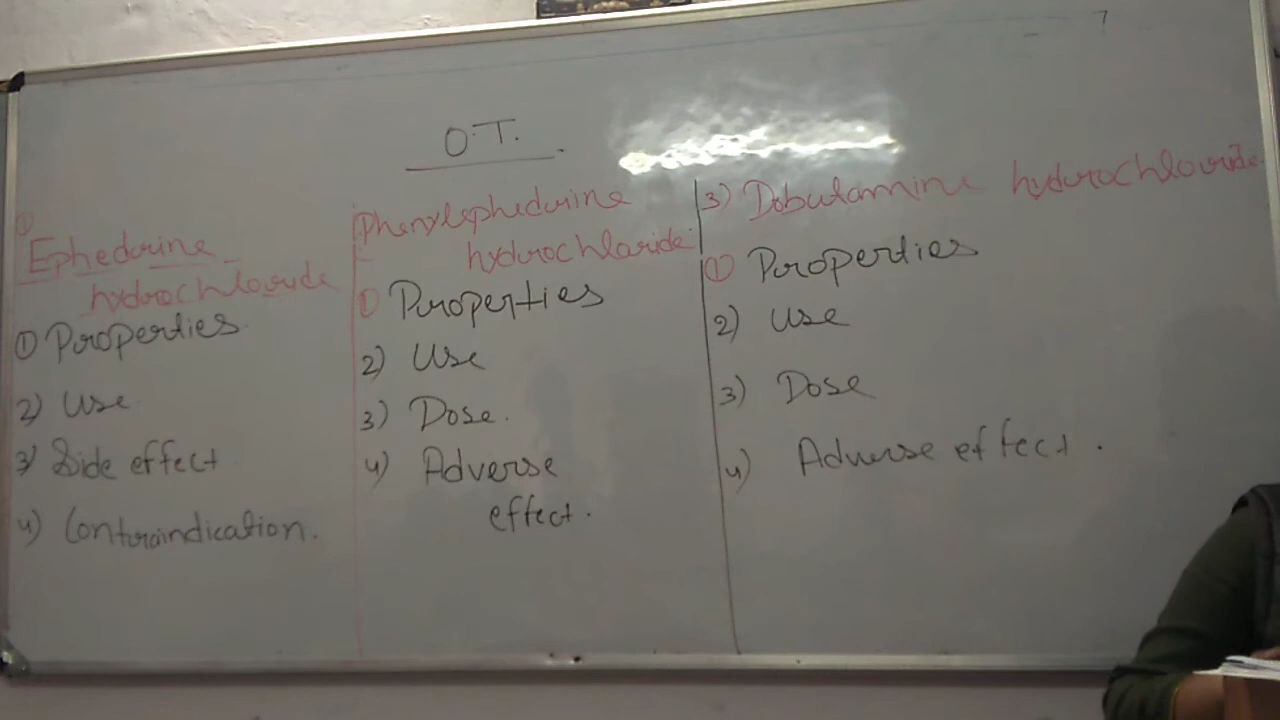 O.T.
①
Ephedrine
hydrochloride
① Properties
2) Use
3) Side effect
4) Contraindication.
Phenylephedrine
hydrochloride
① Properties
2) Use
3) Dose.
4) Adverse
effect.
3) Dobutamine hydrochloride
① Properties
2) Use
3) Dose
4) Adverse effect.